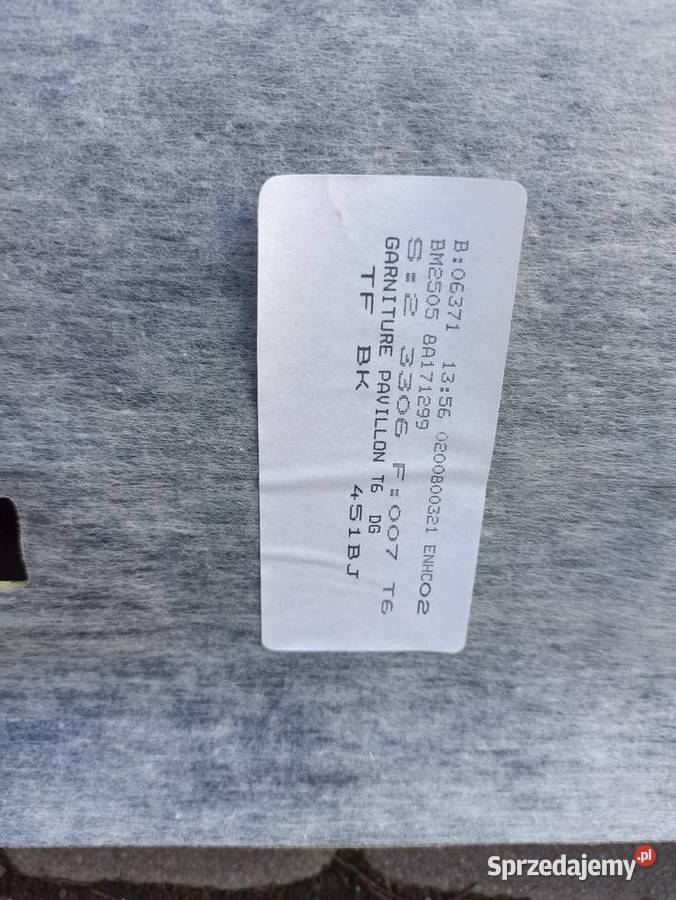 B:06371 13:56 0200800321 ENHC02
BM2505 8A171299
S:2 3306 F:007 T6
GARNITURE PAVILLON T6 DG
TF BK 451BJ
Sprzedajemy.pl